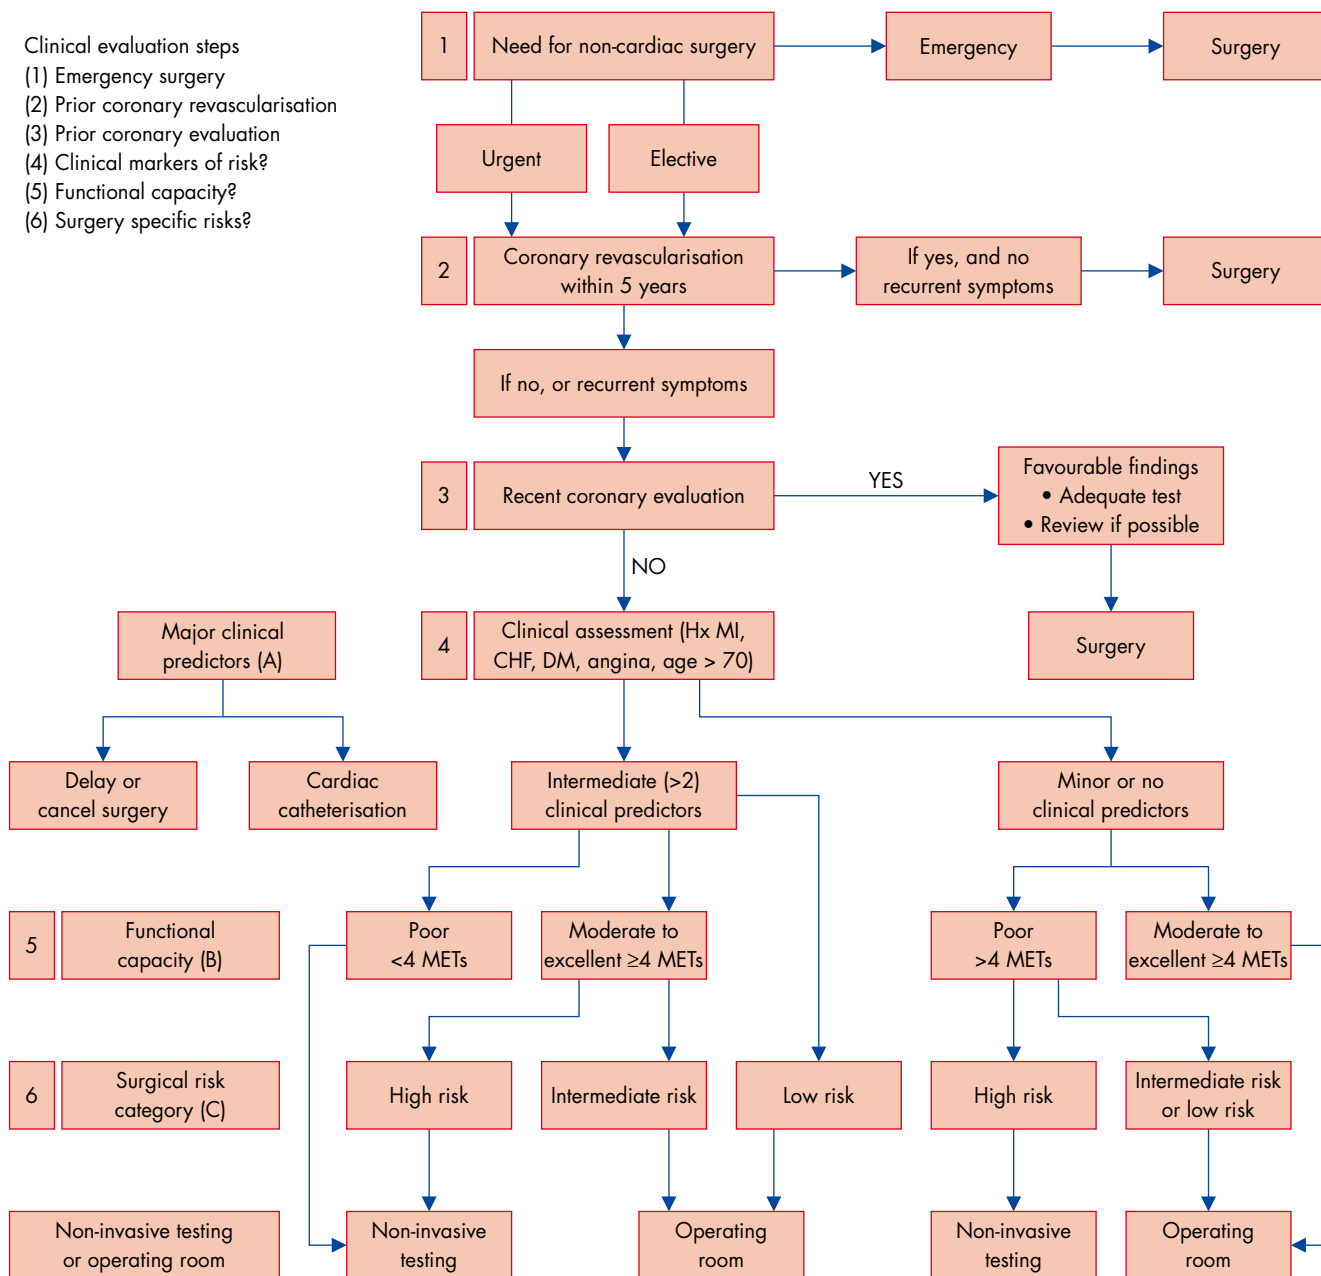 Clinical evaluation steps
(1) Emergency surgery
(2) Prior coronary revascularisation
(3) Prior coronary evaluation
(4) Clinical markers of risk?
(5) Functional capacity?
(6) Surgery specific risks?
1
Need for non-cardiac surgery
Emergency
Surgery
Urgent
Elective
2
Coronary revascularisation
within 5 years
If yes, and no
recurrent symptoms
Surgery
If no, or recurrent symptoms
3
Recent coronary evaluation
YES
Favourable findings
• Adequate test
• Review if possible
NO
Major clinical
predictors (A)
4
Clinical assessment (Hx MI,
CHF, DM, angina, age > 70)
Surgery
Delay or
cancel surgery
Cardiac
catheterisation
Intermediate (>2)
clinical predictors
Minor or no
clinical predictors
5
Functional
capacity (B)
Poor
<4 METs
Moderate to
excellent ≥4 METs
Poor
>4 METs
Moderate to
excellent ≥4 METs
6
Surgical risk
category (C)
High risk
Intermediate risk
Low risk
High risk
Intermediate risk
or low risk
Non-invasive testing
or operating room
Non-invasive
testing
Operating
room
Non-invasive
testing
Operating
room